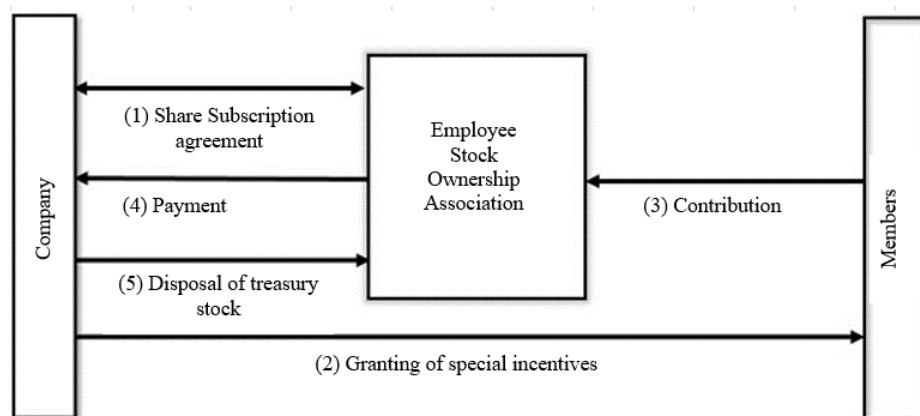 Company
(1) Share Subscription
agreement
(4) Payment
(5) Disposal of treasury
stock
Employee
Stock
Ownership
Association
(3) Contribution
(2) Granting of special incentives
Members